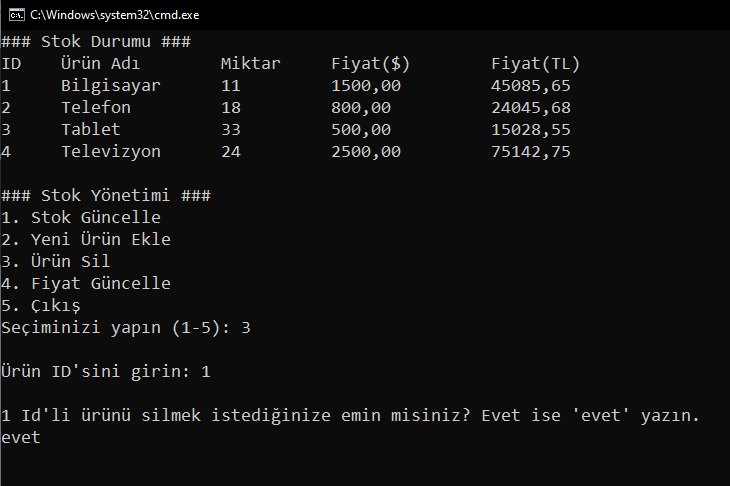 C:\Windows\system32\cmd.exe
### Stok Durumu ###
ID    Ürün Adı        Miktar     Fiyat($)        Fiyat(TL)
1     Bilgisayar      11         1500,00         45085,65
2     Telefon         18         800,00          24045,68
3     Tablet          33         500,00          15028,55
4     Televizyon      24         2500,00         75142,75
### Stok Yönetimi ###
1. Stok Güncelle
2. Yeni Ürün Ekle
3. Ürün Sil
4. Fiyat Güncelle
5. Çıkış
Seçiminizi yapın (1-5): 3
Ürün ID'sini girin: 1
1 Id'li ürünü silmek istediğinize emin misiniz? Evet ise 'evet' yazın.
evet